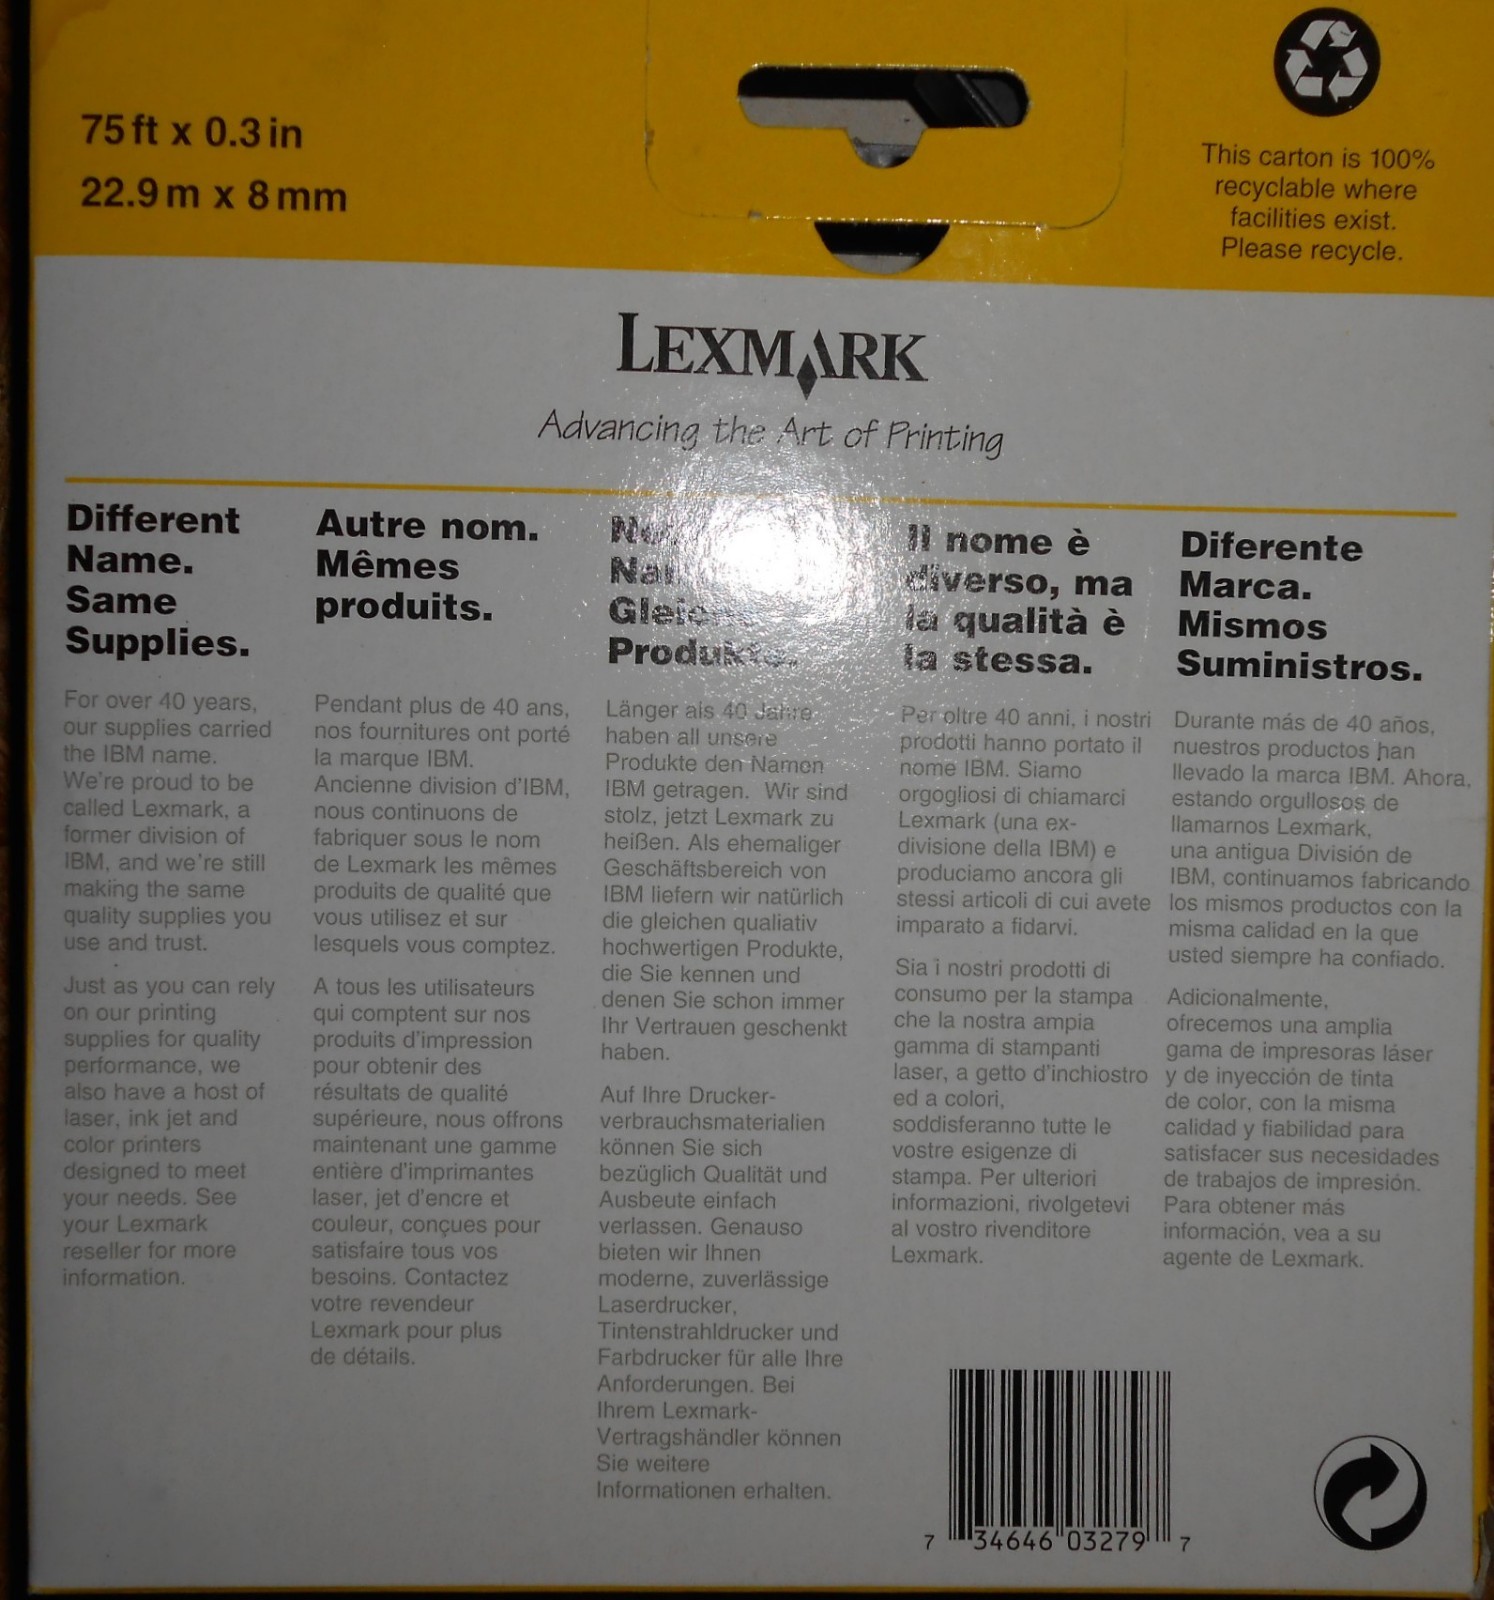 75 ft x 0.3 in
22.9 m x 8 mm
This carton is 100%
recyclable where
facilities exist.
Please recycle.
LEXMARK
Advancing the Art of Printing
Different
Name.
Same
Supplies.
For over 40 years,
our supplies carried
the IBM name.
We're proud to be
called Lexmark, a
former division of
IBM, and we're still
making the same
quality supplies you
use and trust.
Just as you can rely
on our printing
supplies for quality
performance, we
also have a host of
laser, ink jet and
color printers
designed to meet
your needs. See
your Lexmark
reseller for more
information.
Autre nom.
Mêmes
produits.
Pendant plus de 40 ans,
nos fournitures ont porté
la marque IBM.
Ancienne division d'IBM,
nous continuons de
fabriquer sous le nom
de Lexmark les mêmes
produits de qualité que
vous utilisez et sur
lesquels vous comptez.
A tous les utilisateurs
qui comptent sur nos
produits d'impression
pour obtenir des
résultats de qualité
supérieure, nous offrons
maintenant une gamme
entière d'imprimantes
laser, jet d'encre et
couleur, conçues pour
satisfaire tous vos
besoins. Contactez
votre revendeur
Lexmark pour plus
de détails.
Produkte.
Länger als 40 Jahre
haben all unsere
Produkte den Namen
IBM getragen. Wir sind
stolz, jetzt Lexmark zu
heißen. Als ehemaliger
Geschäftsbereich von
IBM liefern wir natürlich
die gleichen qualiativ
hochwertigen Produkte,
die Sie kennen und
denen Sie schon immer
Ihr Vertrauen geschenkt
haben.
Auf Ihre Drucker-
verbrauchsmaterialien
können Sie sich
bezüglich Qualität und
Ausbeute einfach
verlassen. Genauso
bieten wir Ihnen
moderne, zuverlässige
Laserdrucker,
Tintenstrahldrucker und
Farbdrucker für alle Ihre
Anforderungen. Bei
Ihrem Lexmark-
Vertragshändler können
Sie weitere
Informationen erhalten.
Il nome è
diverso, ma
la qualità è
la stessa.
Per oltre 40 anni, i nostri
prodotti hanno portato il
nome IBM. Siamo
orgogliosi di chiamarci
Lexmark (una ex-
divisione della IBM) e
produciamo ancora gli
stessi articoli di cui avete
imparato a fidarvi.
Sia i nostri prodotti di
consumo per la stampa
che la nostra ampia
gamma di stampanti
laser, a getto d'inchiostro
ed a colori,
soddisferanno tutte le
vostre esigenze di
stampa. Per ulteriori
informazioni, rivolgetevi
al vostro rivenditore
Lexmark.
Diferente
Marca.
Mismos
Suministros.
Durante más de 40 años,
nuestros productos han
llevado la marca IBM. Ahora,
estando orgullosos de
llamarnos Lexmark,
una antigua División de
IBM, continuamos fabricando
los mismos productos con la
misma calidad en la que
usted siempre ha confiado.
Adicionalmente,
ofrecemos una amplia
gama de impresoras láser
y de inyección de tinta
de color, con la misma
calidad y fiabilidad para
satisfacer sus necesidades
de trabajos de impresión.
Para obtener más
información, vea a su
agente de Lexmark.
7 34646 03279 7